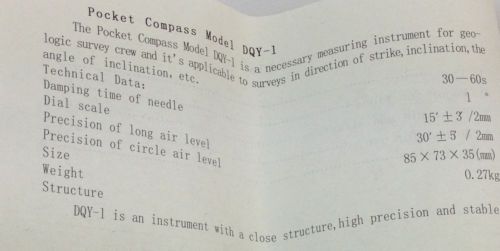 Pocket Compass Model DQY-1
The Pocket Compass Model DQY-1 is a necessary measuring instrument for geo-
logic survey crew and it's applicable to surveys in direction of strike, inclination, the
angle of inclination, etc.
Technical Data:
Damping time of needle 30—60s
Dial scale 1°
Precision of long air level 15′ ±3′ /2mm
Precision of circle air level 30′ ±5′ / 2mm
Size 85 × 73 × 35(mm)
Weight 0.27kg
Structure
DQY-1 is an instrument with a close structure, high precision and stable